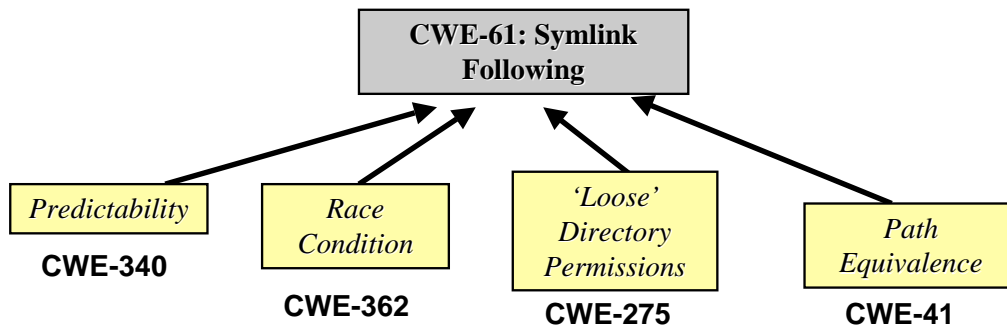 CWE-61: Symlink
Following
Predictability
CWE-340
Race
Condition
CWE-362
‘Loose’
Directory
Permissions
CWE-275
Path
Equivalence
CWE-41